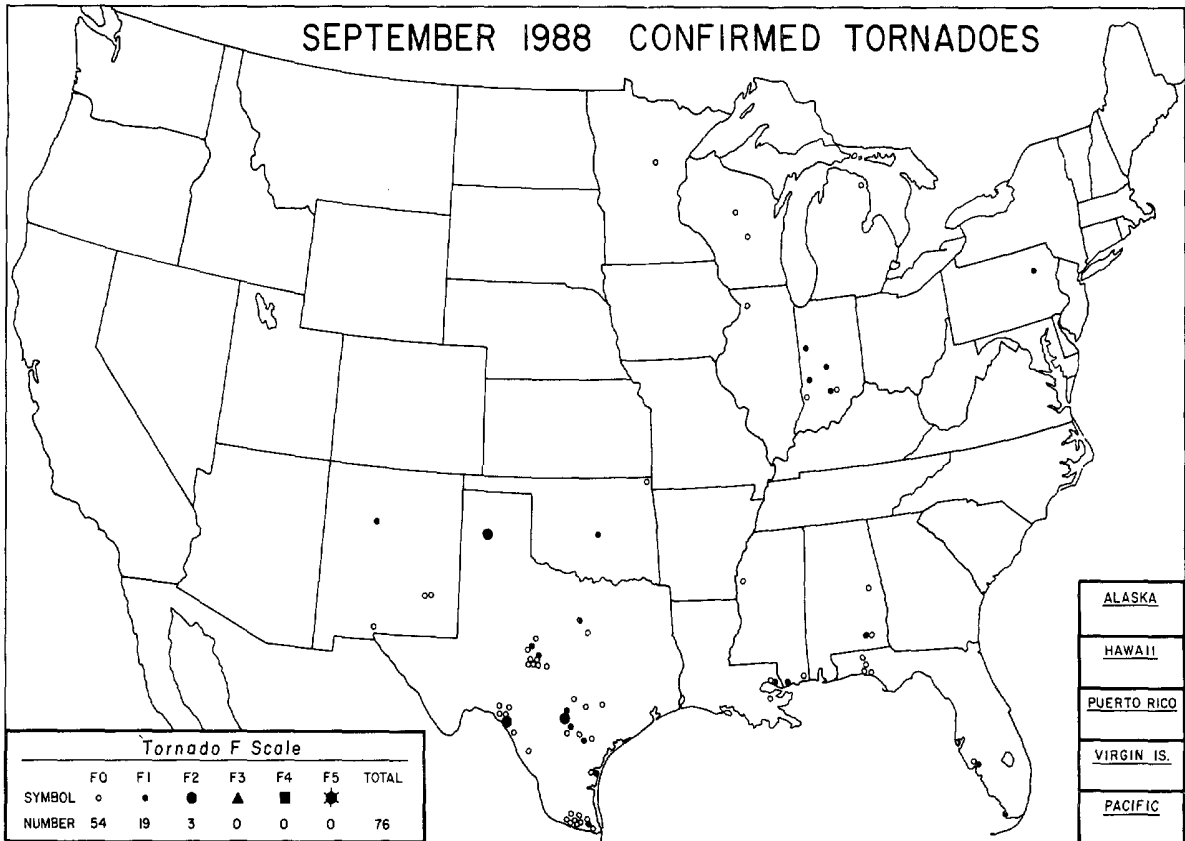 SEPTEMBER 1988 CONFIRMED TORNADOES
ALASKA
HAWAII
PUERTO RICO
VIRGIN IS.
PACIFIC
Tornado F Scale
F0 F1 F2 F3 F4 F5 TOTAL
SYMBOL
NUMBER 54 19 3 0 0 0 76